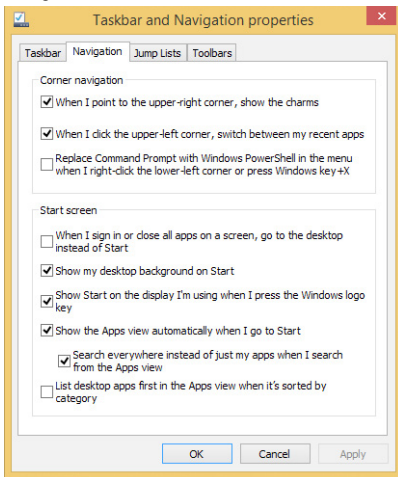 Taskbar and Navigation properties
Taskbar Navigation Jump Lists Toolbars
Corner navigation
When I point to the upper-right corner, show the charms
When I click the upper-left corner, switch between my recent apps
Replace Command Prompt with Windows PowerShell in the menu
when I right-click the lower-left corner or press Windows key+X
Start screen
When I sign in or close all apps on a screen, go to the desktop
instead of Start
Show my desktop background on Start
Show Start on the display I'm using when I press the Windows logo
key
Show the Apps view automatically when I go to Start
Search everywhere instead of just my apps when I search
from the Apps view
List desktop apps first in the Apps view when it's sorted by
category
OK Cancel Apply